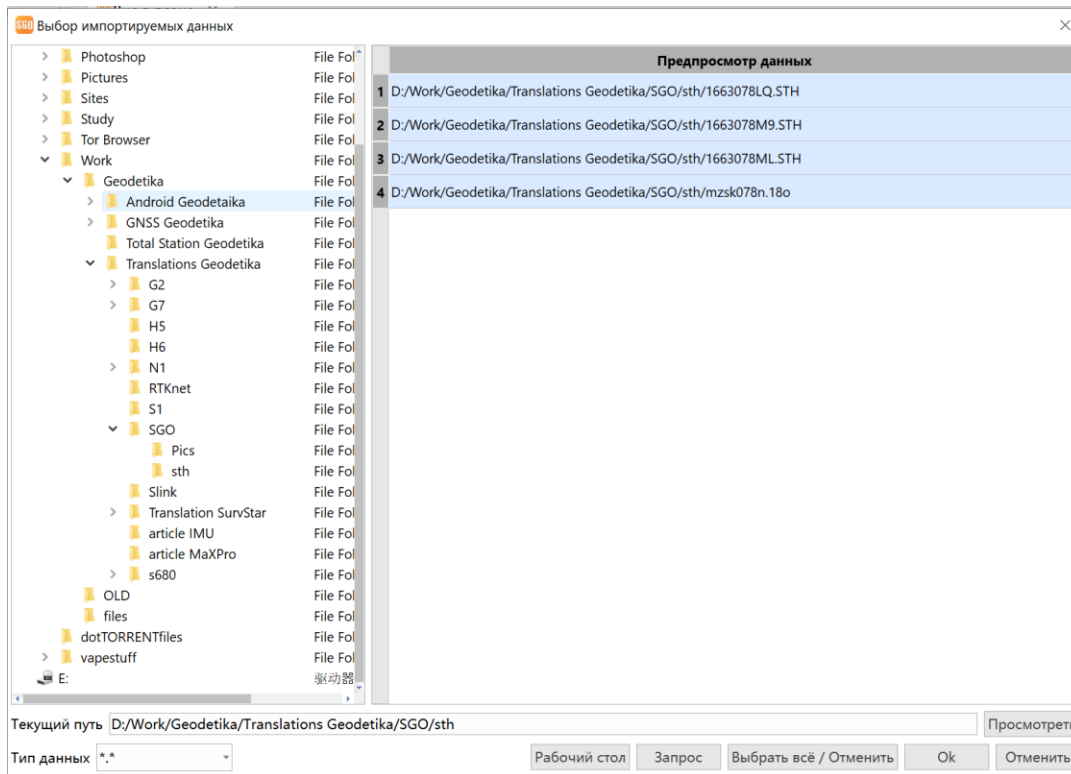 SGO Выбор импортируемых данных
Photoshop File Fol
Pictures File Fol
Sites File Fol
Study File Fol
Tor Browser File Fol
Work File Fol
Geodetika File Fol
Android Geodetaika File Fol
GNSS Geodetika File Fol
Total Station Geodetika File Fol
Translations Geodetika File Fol
G2 File Fol
G7 File Fol
H5 File Fol
H6 File Fol
N1 File Fol
RTKnet File Fol
S1 File Fol
SGO File Fol
Pics File Fol
sth File Fol
Slink File Fol
Translation SurvStar File Fol
article IMU File Fol
article MaXPro File Fol
s680 File Fol
OLD File Fol
files File Fol
dotTORRENTfiles File Fol
vapestuff File Fol
E: 驱动器
Предпросмотр данных
1 D:/Work/Geodetika/Translations Geodetika/SGO/sth/1663078LQ.STH
2 D:/Work/Geodetika/Translations Geodetika/SGO/sth/1663078M9.STH
3 D:/Work/Geodetika/Translations Geodetika/SGO/sth/1663078ML.STH
4 D:/Work/Geodetika/Translations Geodetika/SGO/sth/mzsk078n.18o
Текущий путь D:/Work/Geodetika/Translations Geodetika/SGO/sth Просмотреть
Тип данных *.* Рабочий стол Запрос Выбрать всё / Отменить Ok Отменить